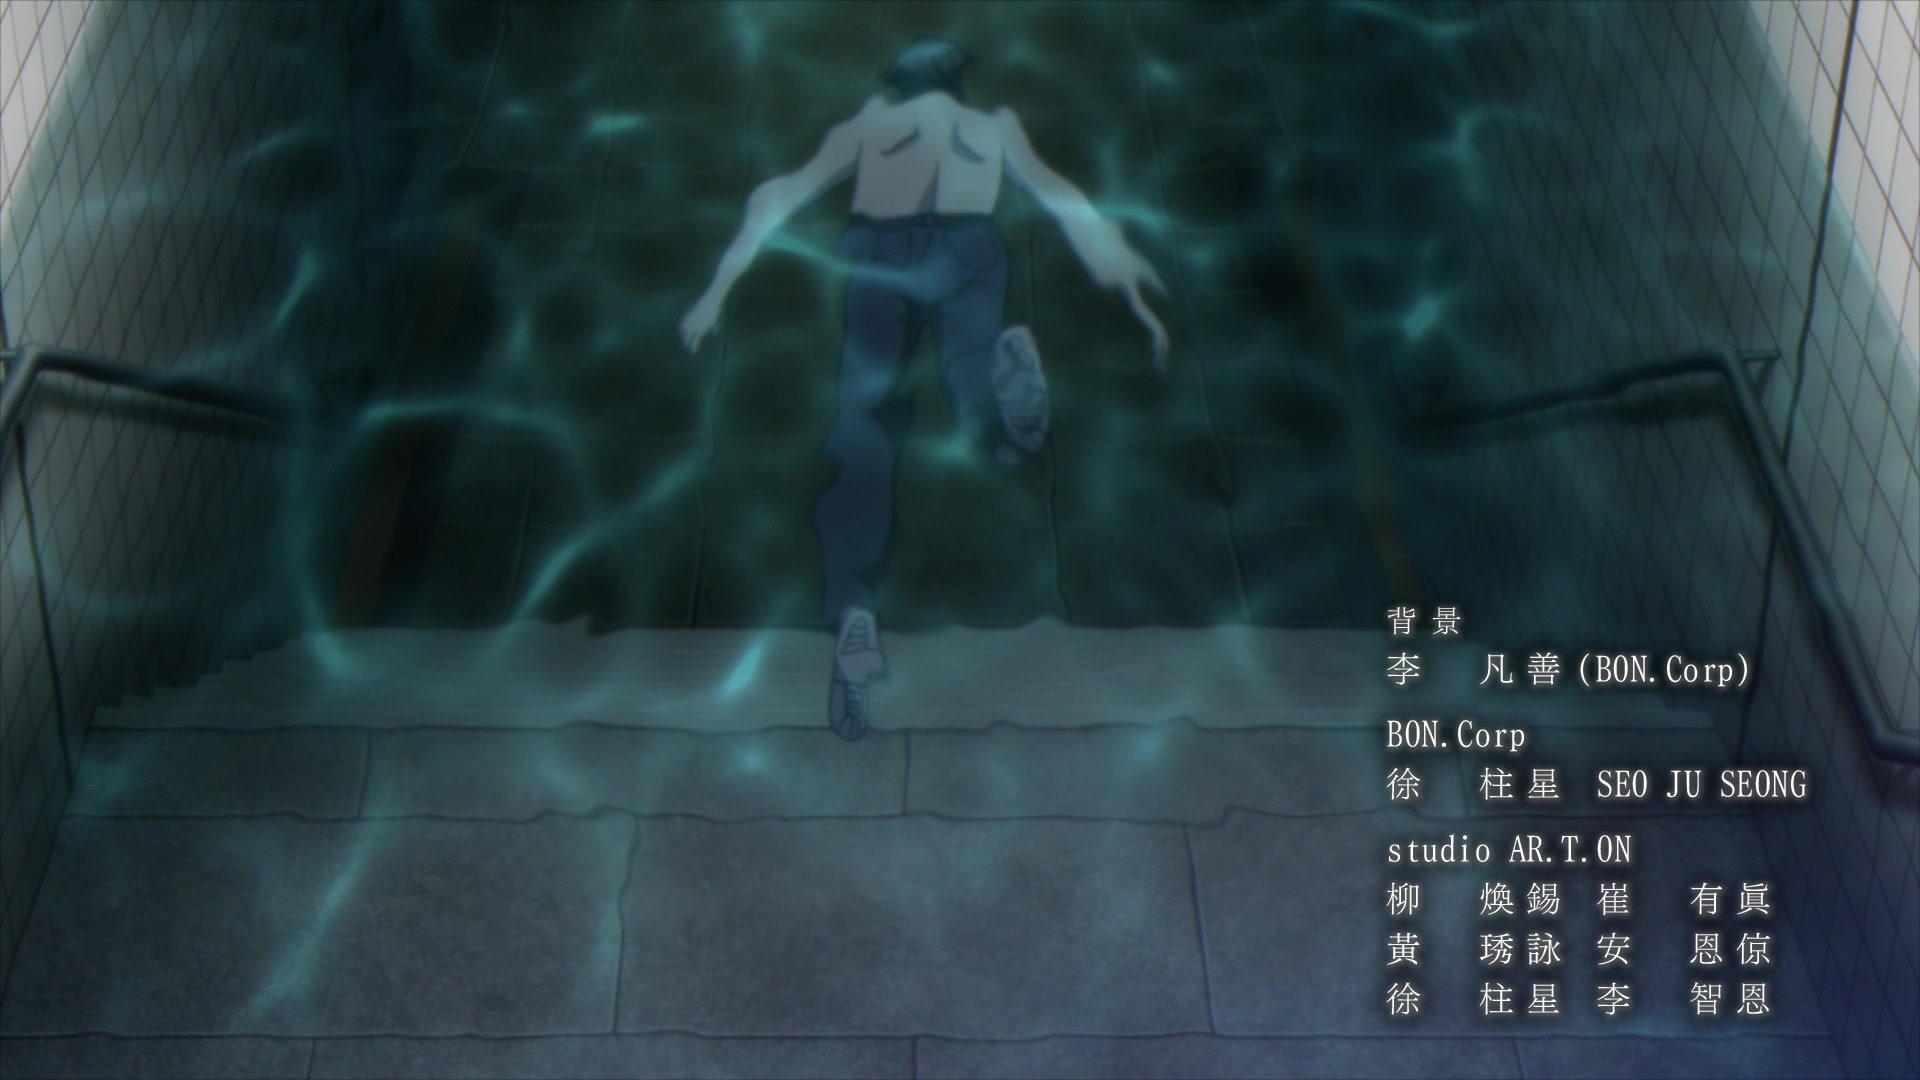 背景
李　凡善(BON.Corp)
BON.Corp
徐　柱星 SEO JU SEONG
studio AR.T.ON
柳　煥錫 崔　有眞
黃　琇詠 安　恩倞
徐　柱星 李　智恩